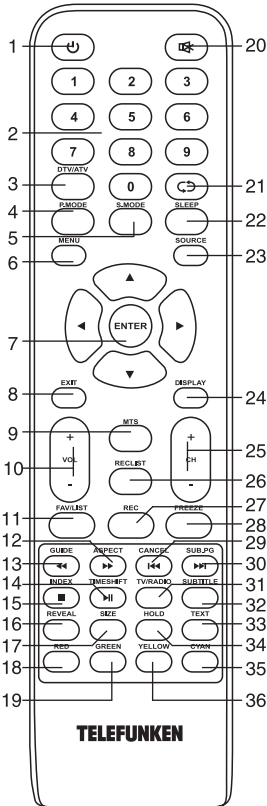 1 20
1 2 3
2
4 5 6
7 8 9
DTV/ATV
3 0 21
4 P.MODE S.MODE SLEEP 22
5
MENU SOURCE
6 23
7 ENTER
8 EXIT DISPLAY 24
9 MTS
+ +
10 VOL CH 25
- -
RECLIST 26
11 FAV/LIST REC FREEZE 27
28
12 29
13 GUIDE ASPECT CANCEL SUB.PG 30
14 31
15 INDEX TIMESHIFT TV/RADIO SUBTITLE 32
16 REVEAL SIZE HOLD TEXT 33
17 34
18 RED GREEN YELLOW CYAN 35
19 36
TELEFUNKEN